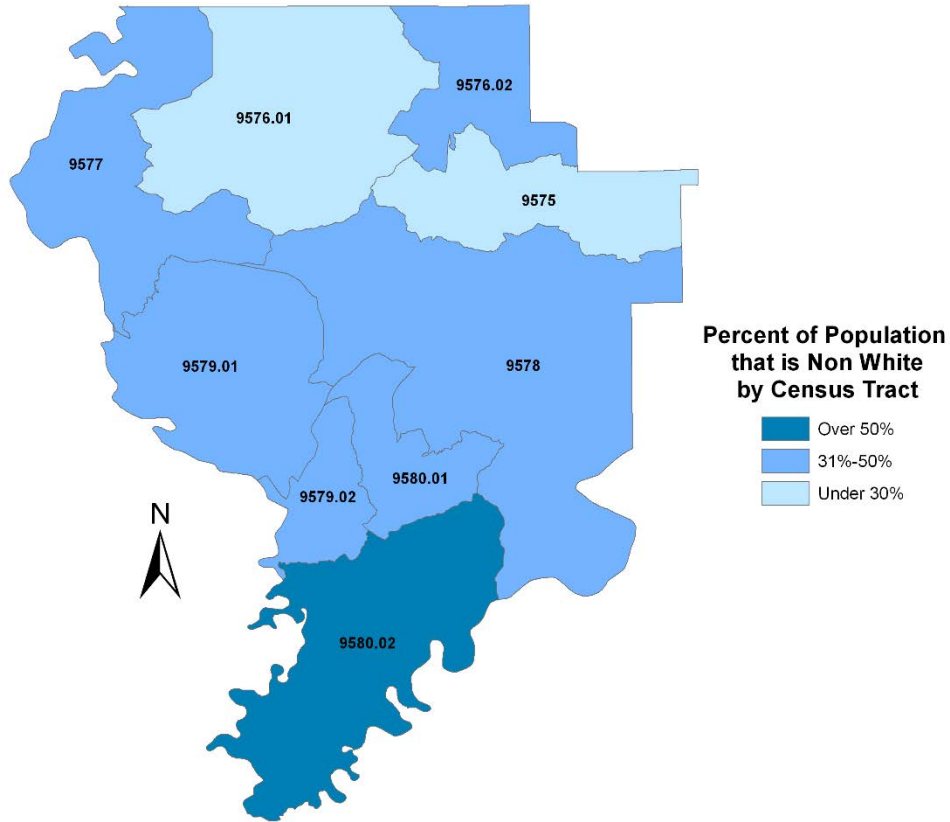 9576.02
9576.01
9577
9575
9579.01
9578
9580.01
9579.02
N
9580.02
Percent of Population
that is Non White
by Census Tract
Over 50%
31%-50%
Under 30%